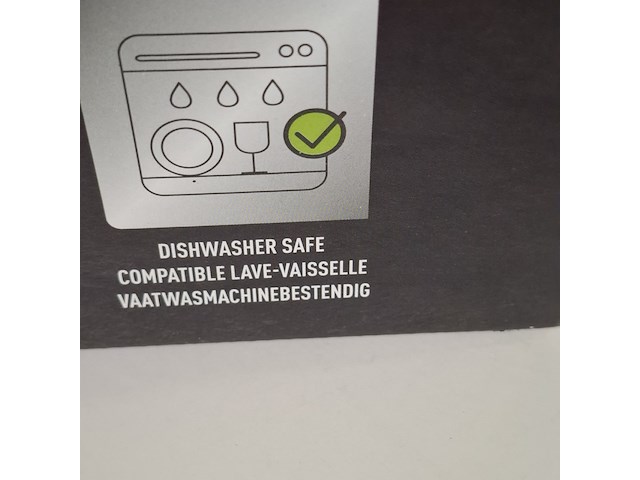 DISHWASHER SAFE
COMPATIBLE LAVE-VAISSELLE
VAATWASMACHINEBESTENDIG